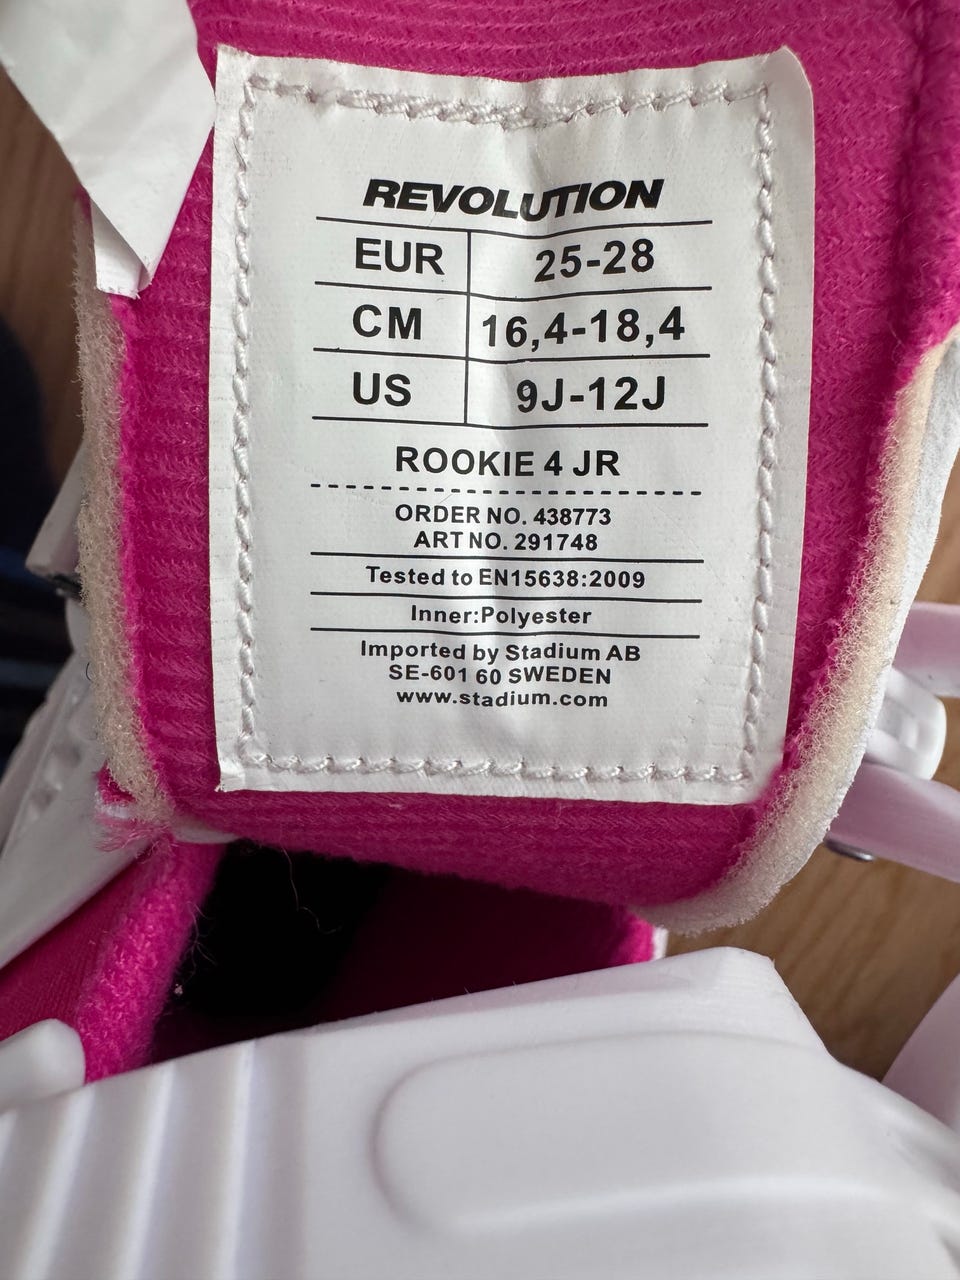 REVOLUTION
EUR 25-28
CM 16,4-18,4
US 9J-12J
ROOKIE 4 JR
ORDER NO. 438773
ART NO. 291748
Tested to EN15638:2009
Inner:Polyester
Imported by Stadium AB
SE-601 60 SWEDEN
www.stadium.com